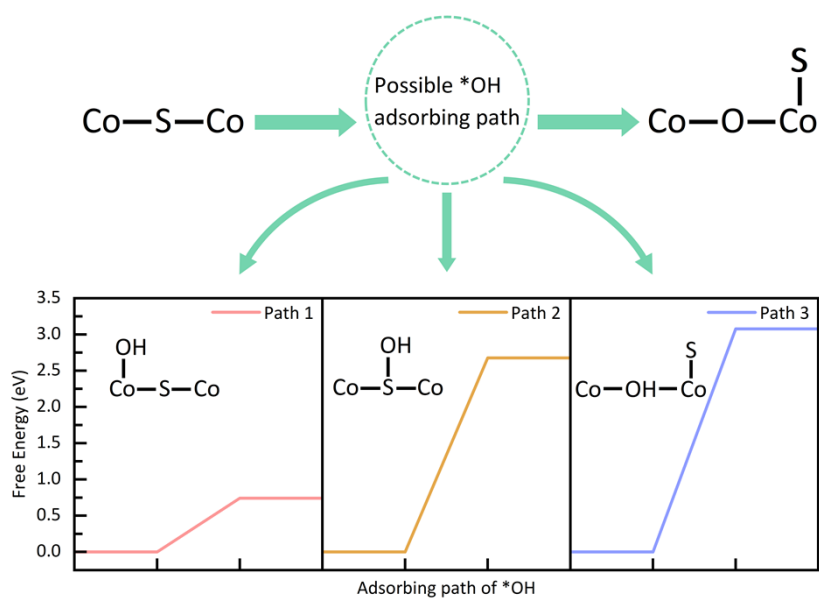 Co—S—Co
Possible *OH
adsorbing path
S
Co—O—Co
Path 1
Path 2
Path 3
OH
Co—S—Co
OH
Co—S—Co
S
Co—OH—Co
3.5
3.0
2.5
2.0
1.5
1.0
0.5
0.0
Free Energy (eV)
Adsorbing path of *OH